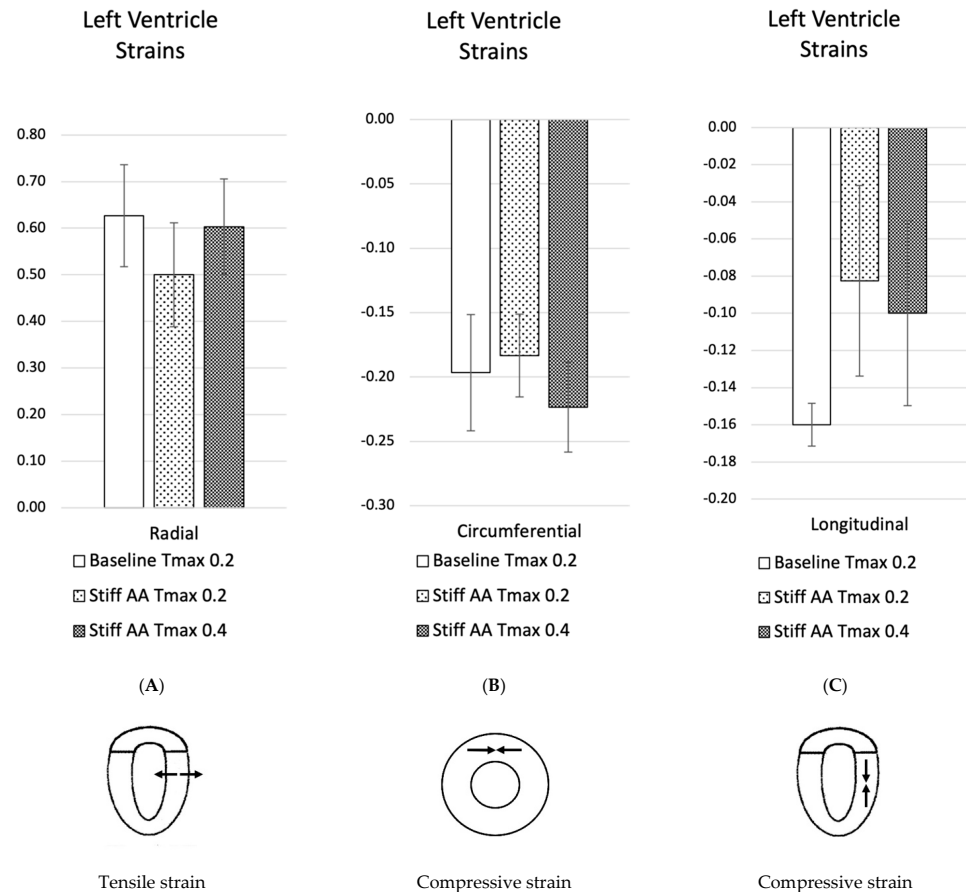 Left Ventricle
Strains
0.80
0.70
0.60
0.50
0.40
0.30
0.20
0.10
0.00
Radial
Baseline Tmax 0.2
Stiff AA Tmax 0.2
Stiff AA Tmax 0.4
(A)
Tensile strain
Left Ventricle
Strains
0.00
-0.05
-0.10
-0.15
-0.20
-0.25
-0.30
Circumferential
Baseline Tmax 0.2
Stiff AA Tmax 0.2
Stiff AA Tmax 0.4
(B)
Compressive strain
Left Ventricle
Strains
0.00
-0.02
-0.04
-0.06
-0.08
-0.10
-0.12
-0.14
-0.16
-0.18
-0.20
Longitudinal
Baseline Tmax 0.2
Stiff AA Tmax 0.2
Stiff AA Tmax 0.4
(C)
Compressive strain